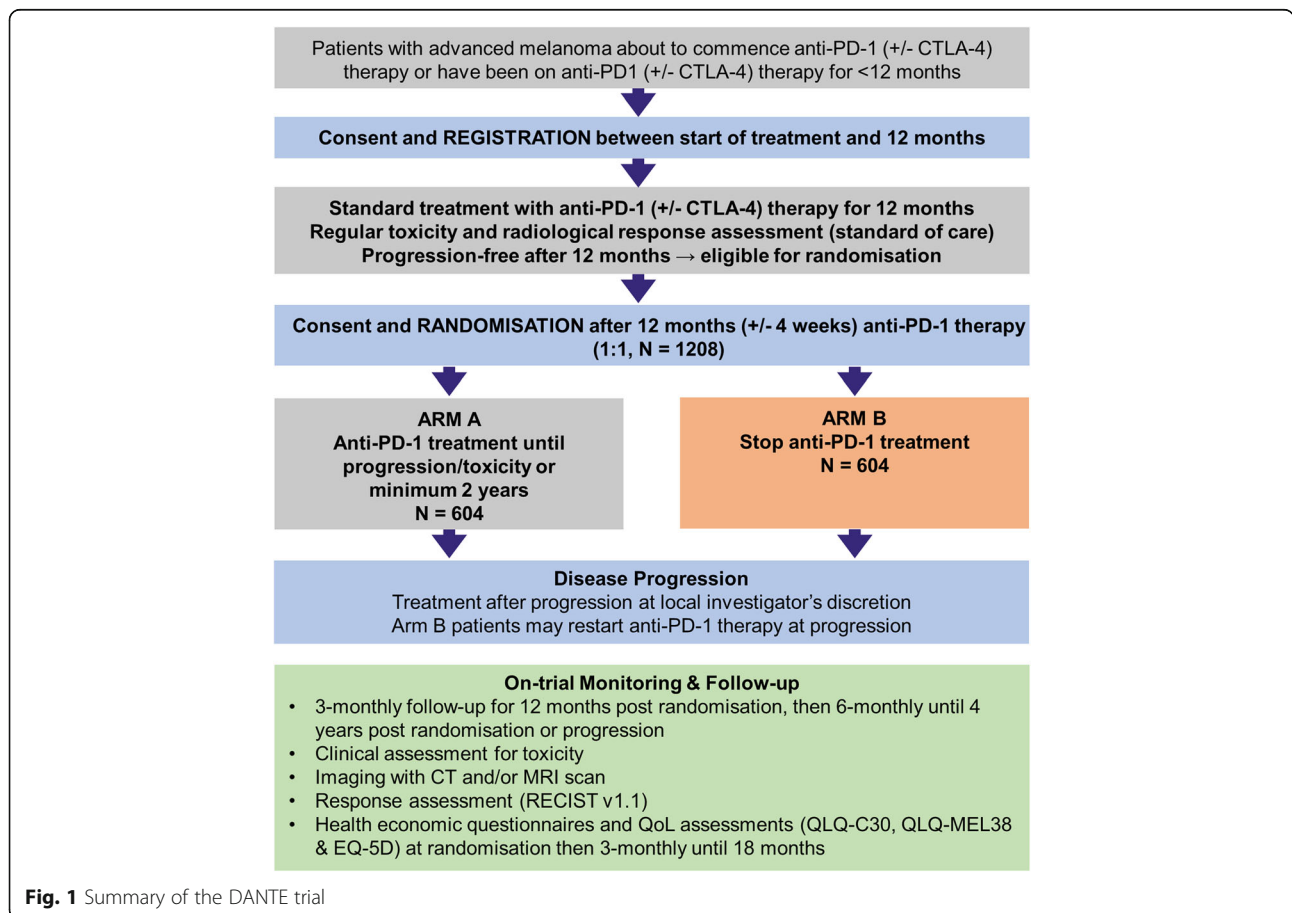 Patients with advanced melanoma about to commence anti-PD-1 (+/- CTLA-4)
therapy or have been on anti-PD1 (+/- CTLA-4) therapy for <12 months
Consent and REGISTRATION between start of treatment and 12 months
Standard treatment with anti-PD-1 (+/- CTLA-4) therapy for 12 months
Regular toxicity and radiological response assessment (standard of care)
Progression-free after 12 months → eligible for randomisation
Consent and RANDOMISATION after 12 months (+/- 4 weeks) anti-PD-1 therapy
(1:1, N = 1208)
ARM A
Anti-PD-1 treatment until
progression/toxicity or
minimum 2 years
N = 604
ARM B
Stop anti-PD-1 treatment
N = 604
Disease Progression
Treatment after progression at local investigator's discretion
Arm B patients may restart anti-PD-1 therapy at progression
On-trial Monitoring & Follow-up
• 3-monthly follow-up for 12 months post randomisation, then 6-monthly until 4
years post randomisation or progression
• Clinical assessment for toxicity
• Imaging with CT and/or MRI scan
• Response assessment (RECIST v1.1)
• Health economic questionnaires and QoL assessments (QLQ-C30, QLQ-MEL38
& EQ-5D) at randomisation then 3-monthly until 18 months
Fig. 1 Summary of the DANTE trial